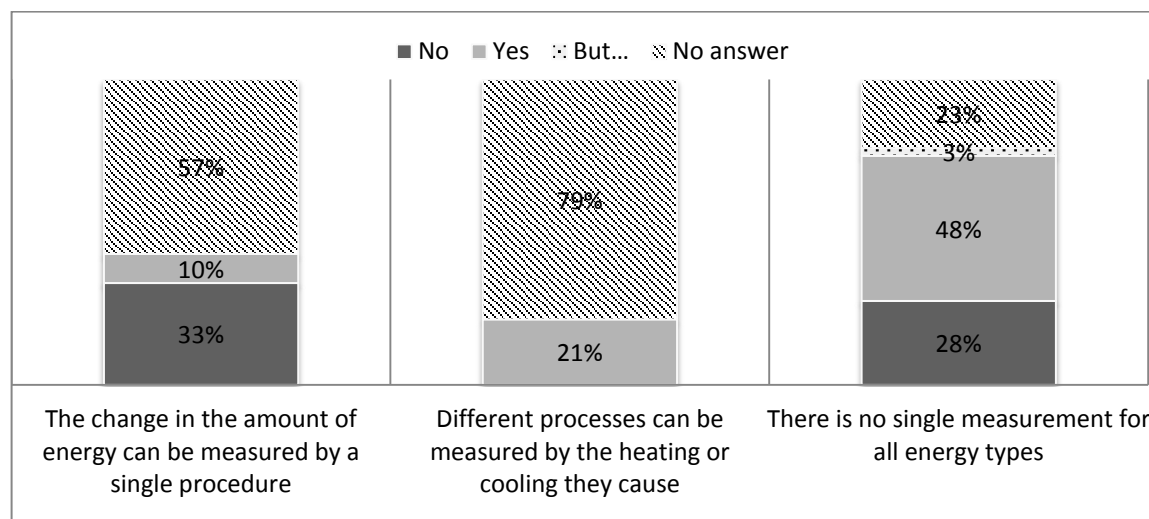 No Yes But... No answer
57%
10%
33%
79%
21%
23%
3%
48%
28%
The change in the amount of
energy can be measured by a
single procedure
Different processes can be
measured by the heating or
cooling they cause
There is no single measurement for
all energy types